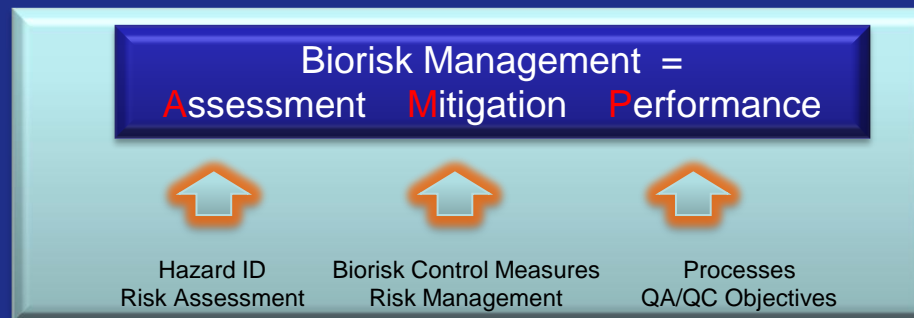 Biorisk Management =
Assessment Mitigation Performance
Hazard ID
Risk Assessment
Biorisk Control Measures
Risk Management
Processes
QA/QC Objectives